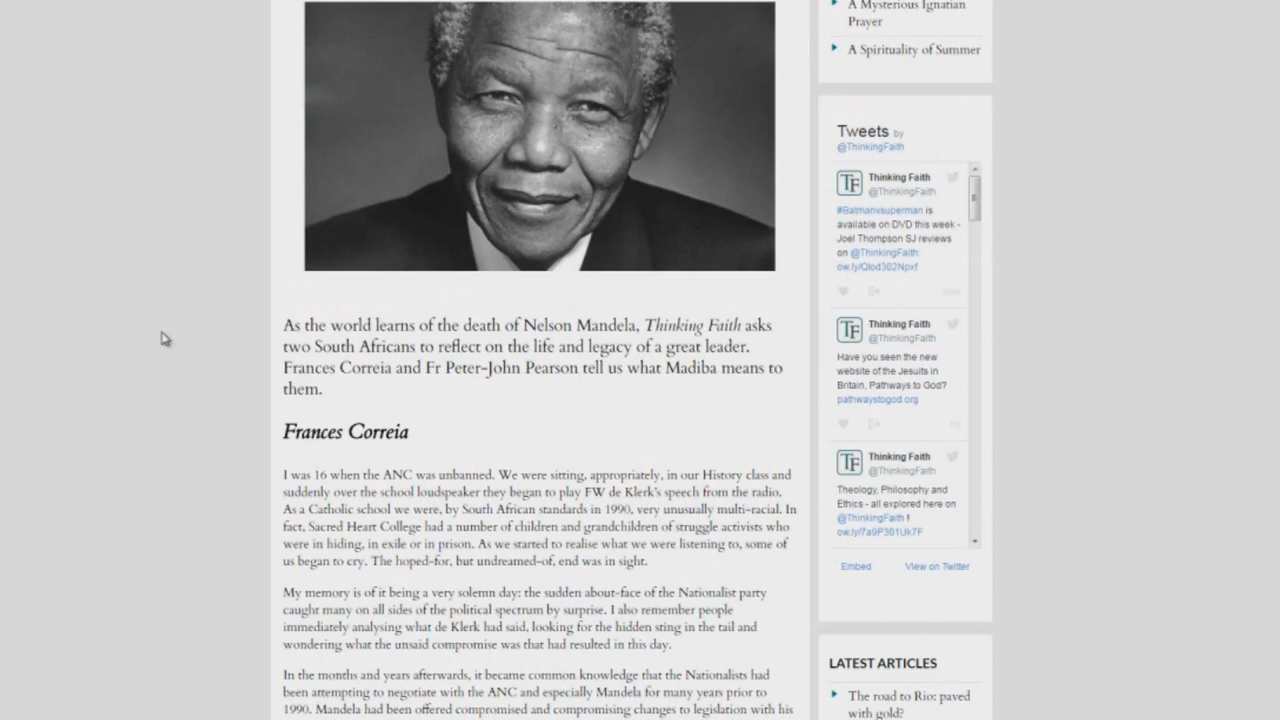 As the world learns of the death of Nelson Mandela, Thinking Faith asks
two South Africans to reflect on the life and legacy of a great leader.
Frances Correia and Fr Peter-John Pearson tell us what Madiba means to
them.
Frances Correia
I was 16 when the ANC was unbanned. We were sitting, appropriately, in our History class and
suddenly over the school loudspeaker they began to play FW de Klerk's speech from the radio.
As a Catholic school we were, by South African standards in 1990, very unusually multi-racial. In
fact, Sacred Heart College had a number of children and grandchildren of struggle activists who
were in hiding, in exile or in prison. As we started to realise what we were listening to, some of
us began to cry. The hoped-for, but undreamed-of, end was in sight.
My memory is of it being a very solemn day: the sudden about-face of the Nationalist party
caught many on all sides of the political spectrum by surprise. I also remember people
immediately analysing what de Klerk had said, looking for the hidden sting in the tail and
wondering what the unsaid compromise was that had resulted in this day.
In the months and years afterwards, it became common knowledge that the Nationalists had
been attempting to negotiate with the ANC and especially Mandela for many years prior to
1990. Mandela had been offered compromised and compromising changes to legislation with his
A Mysterious Ignatian
Prayer
A Spirituality of Summer
Tweets by
@ThinkingFaith
TF Thinking Faith
@ThinkingFaith
#Batmanvsuperman is
available on DVD this week -
Joel Thompson SJ reviews
on @ThinkingFaith:
ow.ly/Qlod302Npxf
TF Thinking Faith
@ThinkingFaith
Have you seen the new
website of the Jesuits in
Britain, Pathways to God?
pathwaystogod.org
1h
TF Thinking Faith
@ThinkingFaith
Theology, Philosophy and
Ethics - all explored here on
@ThinkingFaith !
ow.ly/7a9P301Uk7F
Embed View on Twitter
LATEST ARTICLES
The road to Rio: paved
with gold?